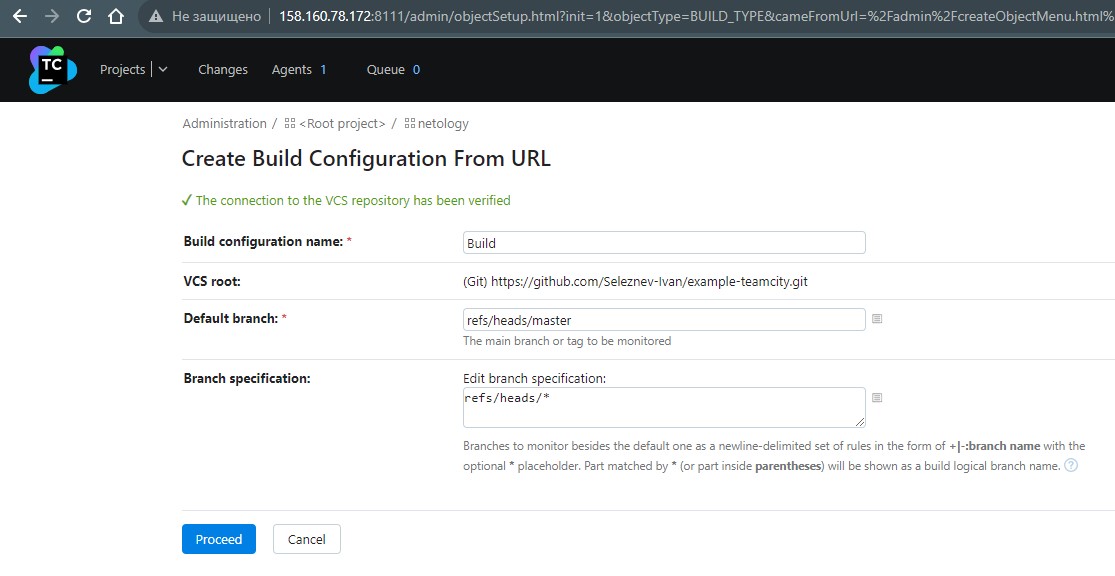 Не защищено 158.160.78.172:8111/admin/objectSetup.html?init=1&objectType=BUILD_TYPE&cameFromUrl=%2Fadmin%2FcreateObjectMenu.html%
TC Projects Changes Agents 1 Queue 0
Administration / <Root project> / netology
Create Build Configuration From URL
✓ The connection to the VCS repository has been verified
Build configuration name: * Build
VCS root: (Git) https://github.com/Seleznev-Ivan/example-teamcity.git
Default branch: * refs/heads/master
The main branch or tag to be monitored
Branch specification: Edit branch specification:
refs/heads/*
Branches to monitor besides the default one as a newline-delimited set of rules in the form of +|-:branch name with the
optional * placeholder. Part matched by * (or part inside parentheses) will be shown as a build logical branch name. ?
Proceed Cancel